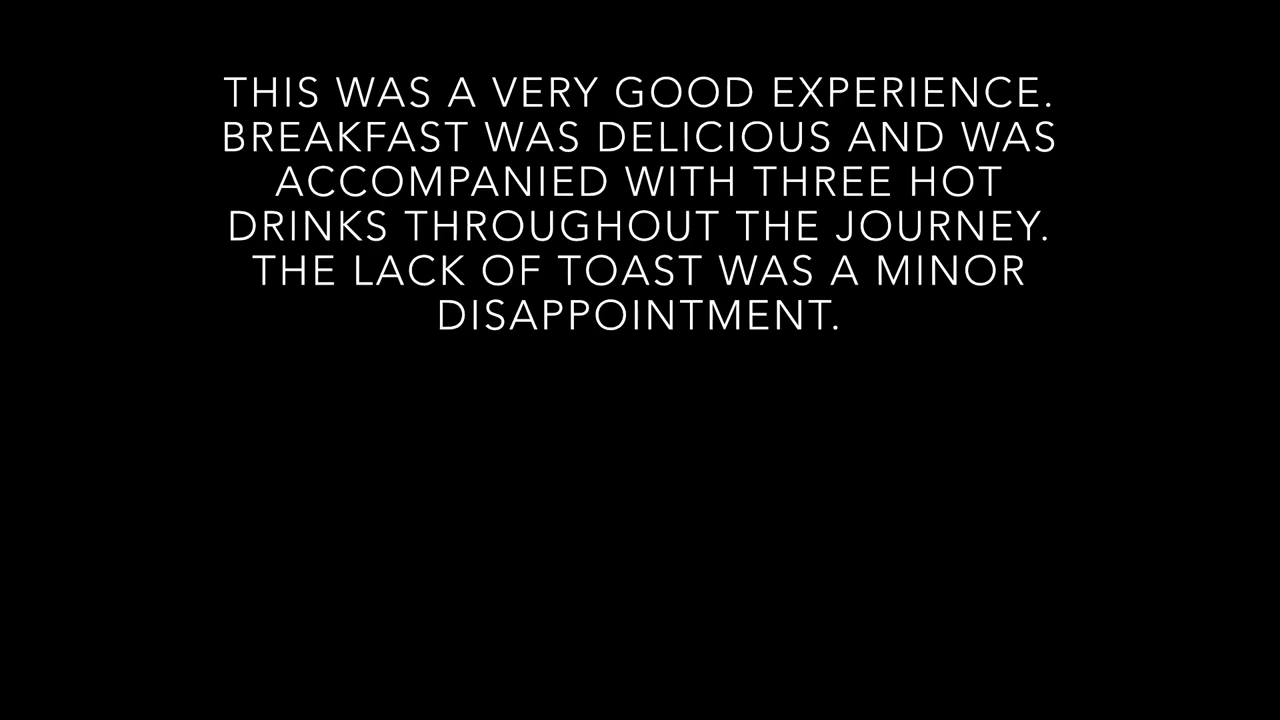 THIS WAS A VERY GOOD EXPERIENCE.
BREAKFAST WAS DELICIOUS AND WAS
ACCOMPANIED WITH THREE HOT
DRINKS THROUGHOUT THE JOURNEY.
THE LACK OF TOAST WAS A MINOR
DISAPPOINTMENT.